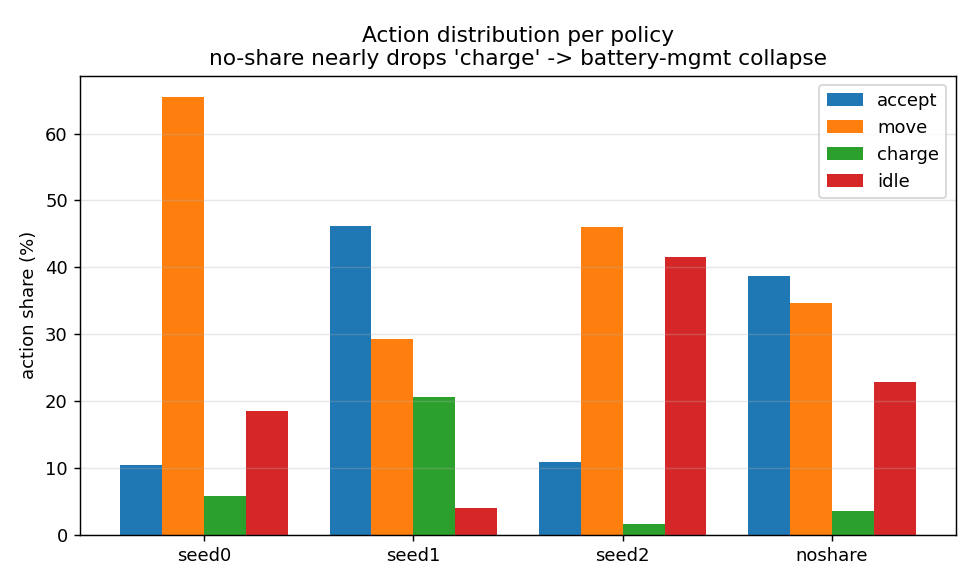 Action distribution per policy
no-share nearly drops 'charge' -> battery-mgmt collapse
accept
move
charge
idle
action share (%)
60
50
40
30
20
10
0
seed0 seed1 seed2 noshare